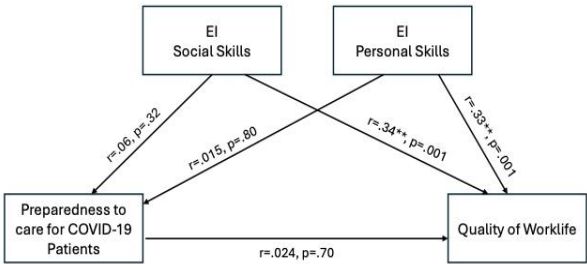 EI
Social Skills
EI
Personal Skills
r=.06, p=.32
r=.015, p=.80
r=.34**, p=.001
r=.33**, p=.001
Preparedness to
care for COVID-19
Patients
Quality of Worklife
r=.024, p=.70